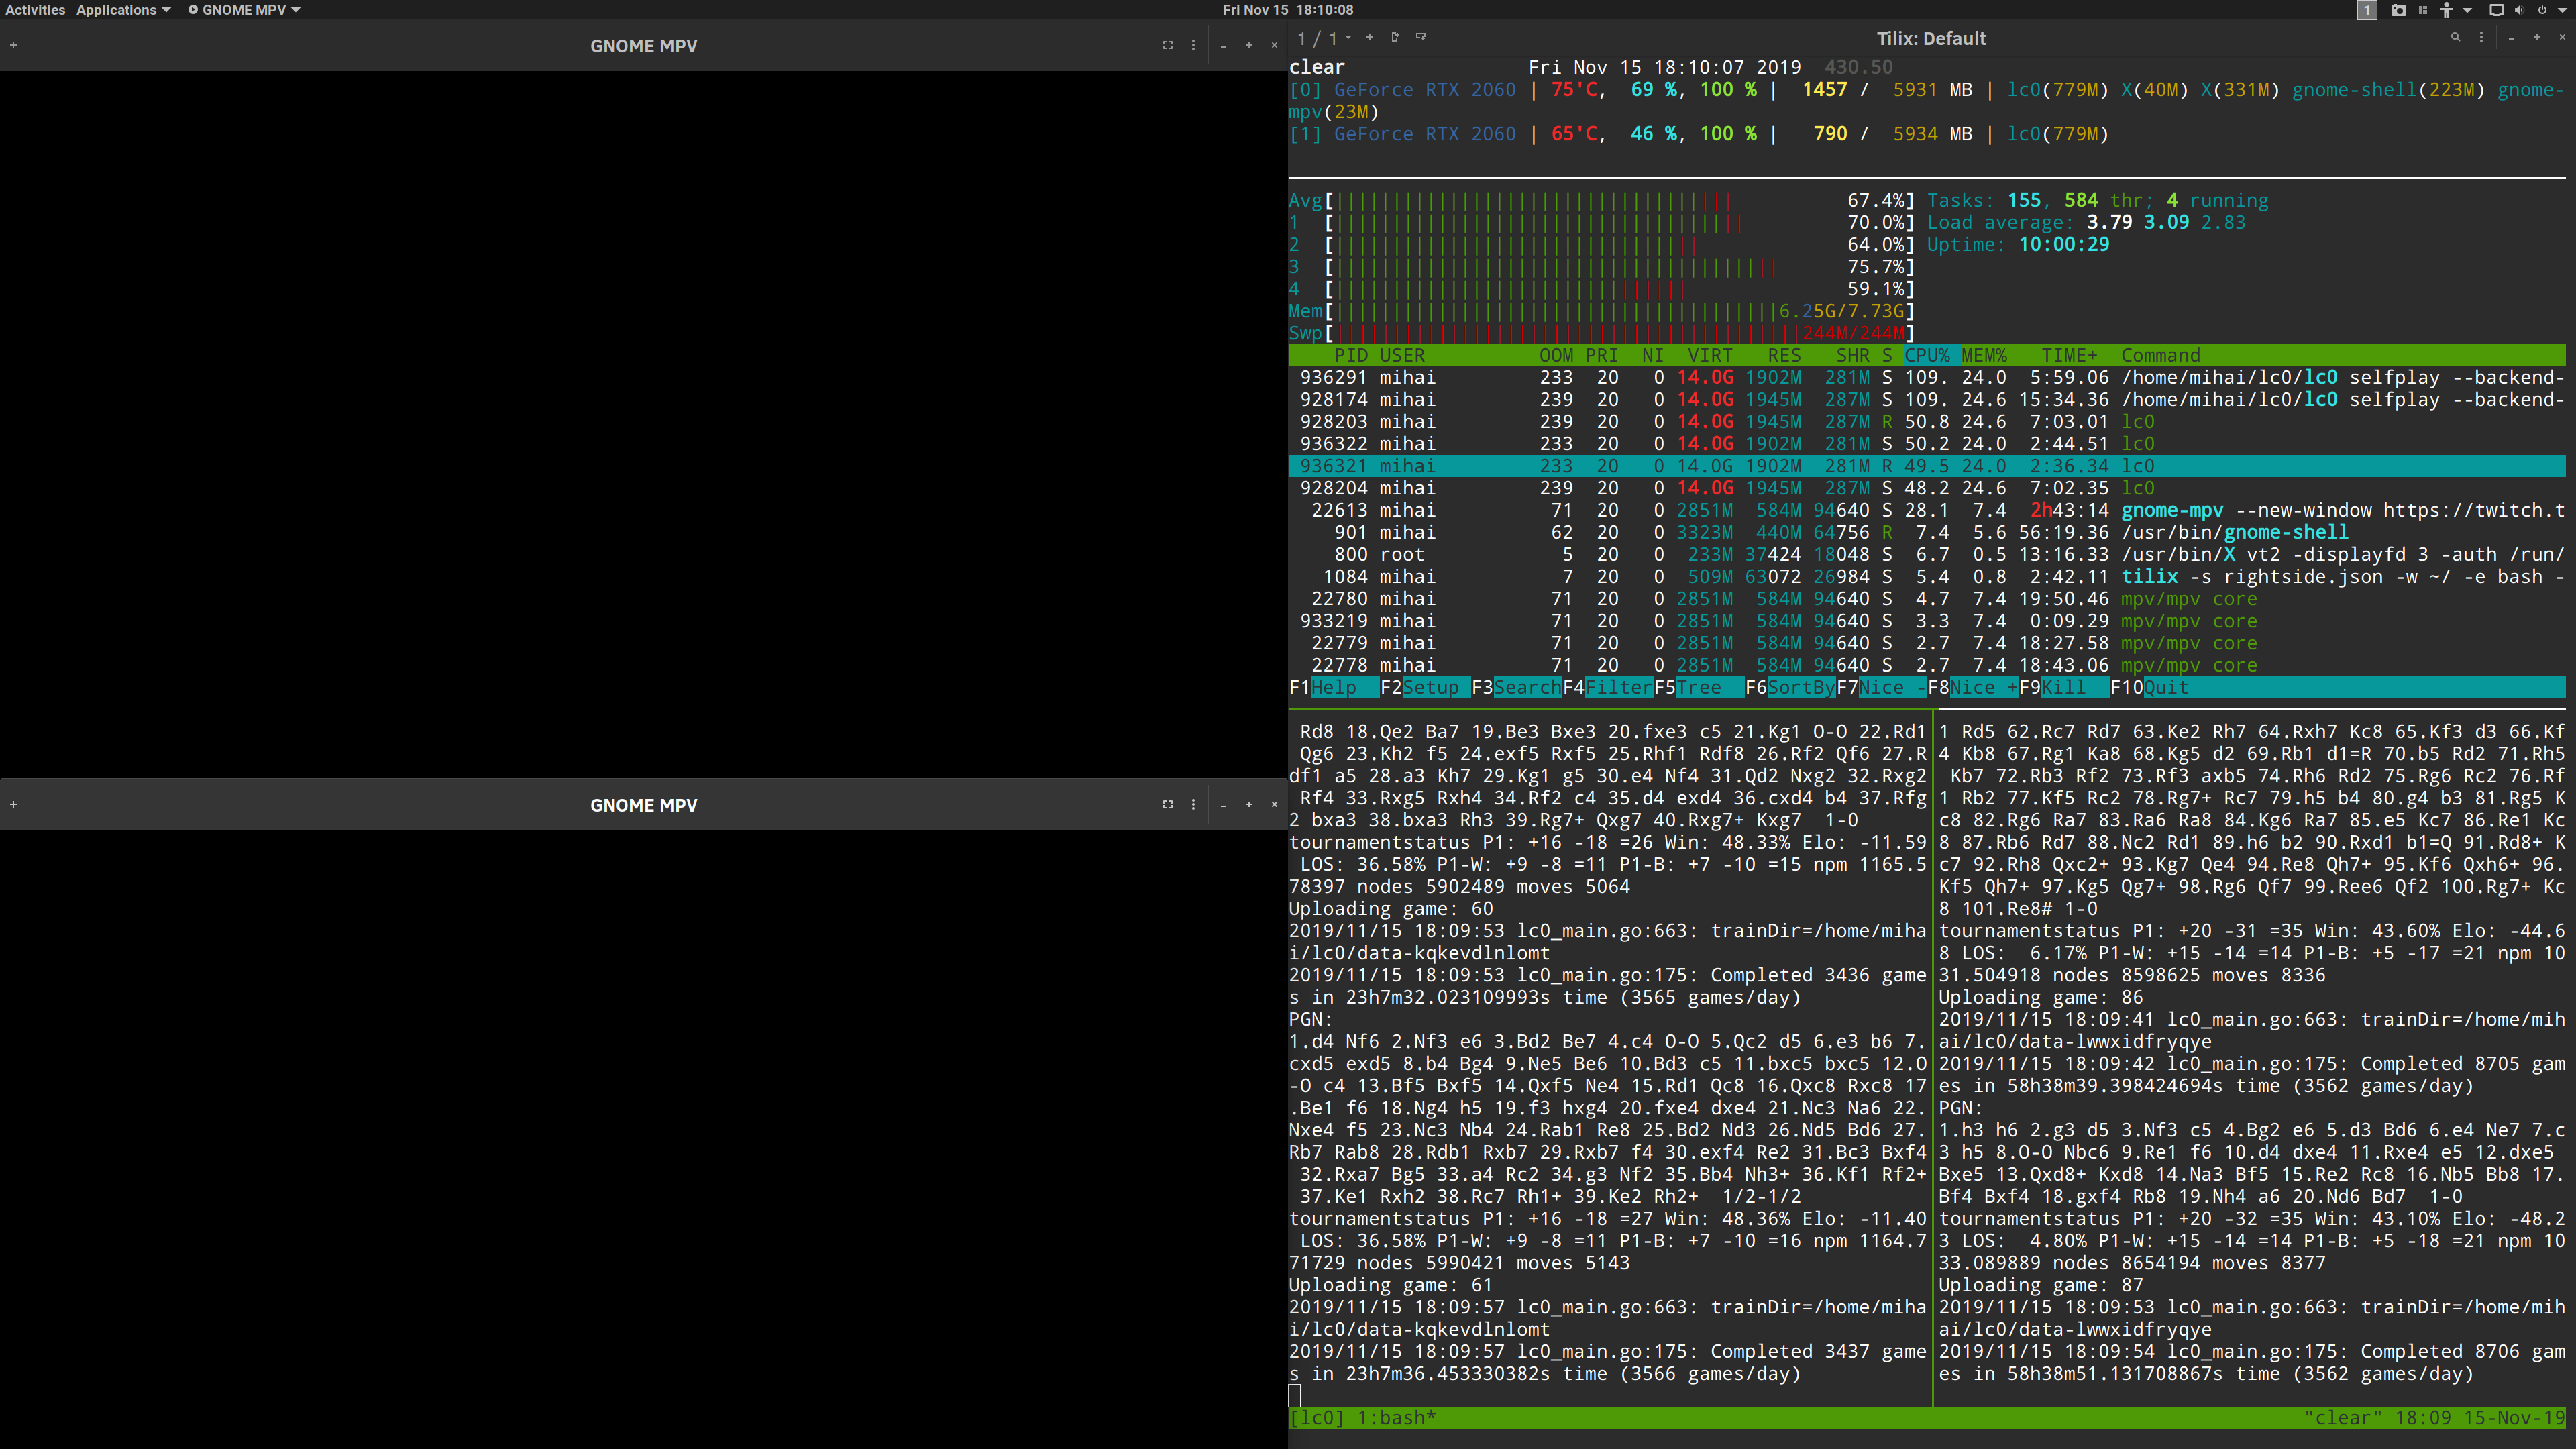 Activities Applications GNOME MPV Fri Nov 15 18:10:08 1
GNOME MPV
1 / 1 Tilix: Default
clear Fri Nov 15 18:10:07 2019 430.50
[0] GeForce RTX 2060 | 75'C, 69 %, 100 % | 1457 / 5931 MB | lc0(779M) X(40M) X(331M) gnome-shell(223M) gnome-
mpv(23M)
[1] GeForce RTX 2060 | 65'C, 46 %, 100 % | 790 / 5934 MB | lc0(779M)
Avg[ 67.4%] Tasks: 155, 584 thr; 4 running
1 [ 70.0%] Load average: 3.79 3.09 2.83
2 [ 64.0%] Uptime: 10:00:29
3 [ 75.7%]
4 [ 59.1%]
Mem[ 6.25G/7.73G]
Swp[ 244M/244M]
PID USER OOM PRI NI VIRT RES SHR S CPU% MEM% TIME+ Command
936291 mihai 233 20 0 14.0G 1902M 281M S 109. 24.0 5:59.06 /home/mihai/lc0/lc0 selfplay --backend-
928174 mihai 239 20 0 14.0G 1945M 287M S 109. 24.6 15:34.36 /home/mihai/lc0/lc0 selfplay --backend-
928203 mihai 239 20 0 14.0G 1945M 287M R 50.8 24.6 7:03.01 lc0
936322 mihai 233 20 0 14.0G 1902M 281M S 50.2 24.0 2:44.51 lc0
936321 mihai 233 20 0 14.0G 1902M 281M R 49.5 24.0 2:36.34 lc0
928204 mihai 239 20 0 14.0G 1945M 287M S 48.2 24.6 7:02.35 lc0
22613 mihai 71 20 0 2851M 584M 94640 S 28.1 7.4 2h43:14 gnome-mpv --new-window https://twitch.t
901 mihai 62 20 0 3323M 440M 64756 R 7.4 5.6 56:19.36 /usr/bin/gnome-shell
800 root 5 20 0 233M 37424 18048 S 6.7 0.5 13:16.33 /usr/bin/X vt2 -displayfd 3 -auth /run/
1084 mihai 7 20 0 509M 63072 26984 S 5.4 0.8 2:42.11 tilix -s rightside.json -w ~/ -e bash -
22780 mihai 71 20 0 2851M 584M 94640 S 4.7 7.4 19:50.46 mpv/mpv core
933219 mihai 71 20 0 2851M 584M 94640 S 3.3 7.4 0:09.29 mpv/mpv core
22779 mihai 71 20 0 2851M 584M 94640 S 2.7 7.4 18:27.58 mpv/mpv core
22778 mihai 71 20 0 2851M 584M 94640 S 2.7 7.4 18:43.06 mpv/mpv core
F1Help F2Setup F3SearchF4FilterF5Tree F6SortByF7Nice -F8Nice +F9Kill F10Quit
GNOME MPV
Rd8 18.Qe2 Ba7 19.Be3 Bxe3 20.fxe3 c5 21.Kg1 O-O 22.Rd1
Qg6 23.Kh2 f5 24.exf5 Rxf5 25.Rhf1 Rdf8 26.Rf2 Qf6 27.R
df1 a5 28.a3 Kh7 29.Kg1 g5 30.e4 Nf4 31.Qd2 Nxg2 32.Rxg2
Rf4 33.Rxg5 Rxh4 34.Rf2 c4 35.d4 exd4 36.cxd4 b4 37.Rfg
2 bxa3 38.bxa3 Rh3 39.Rg7+ Qxg7 40.Rxg7+ Kxg7 1-0
tournamentstatus P1: +16 -18 =26 Win: 48.33% Elo: -11.59
LOS: 36.58% P1-W: +9 -8 =11 P1-B: +7 -10 =15 npm 1165.5
78397 nodes 5902489 moves 5064
Uploading game: 60
2019/11/15 18:09:53 lc0_main.go:663: trainDir=/home/miha
i/lc0/data-kqkevdlnlomt
2019/11/15 18:09:53 lc0_main.go:175: Completed 3436 game
s in 23h7m32.023109993s time (3565 games/day)
PGN:
1.d4 Nf6 2.Nf3 e6 3.Bd2 Be7 4.c4 O-O 5.Qc2 d5 6.e3 b6 7.
cxd5 exd5 8.b4 Bg4 9.Ne5 Be6 10.Bd3 c5 11.bxc5 bxc5 12.O
-O c4 13.Bf5 Bxf5 14.Qxf5 Ne4 15.Rd1 Qc8 16.Qxc8 Rxc8 17
.Be1 f6 18.Ng4 h5 19.f3 hxg4 20.fxe4 dxe4 21.Nc3 Na6 22.
Nxe4 f5 23.Nc3 Nb4 24.Rab1 Re8 25.Bd2 Nd3 26.Nd5 Bd6 27.
Rb7 Rab8 28.Rdb1 Rxb7 29.Rxb7 f4 30.exf4 Re2 31.Bc3 Bxf4
32.Rxa7 Bg5 33.a4 Rc2 34.g3 Nf2 35.Bb4 Nh3+ 36.Kf1 Rf2+
37.Ke1 Rxh2 38.Rc7 Rh1+ 39.Ke2 Rh2+ 1/2-1/2
tournamentstatus P1: +16 -18 =27 Win: 48.36% Elo: -11.40
LOS: 36.58% P1-W: +9 -8 =11 P1-B: +7 -10 =16 npm 1164.7
71729 nodes 5990421 moves 5143
Uploading game: 61
2019/11/15 18:09:57 lc0_main.go:663: trainDir=/home/miha
i/lc0/data-kqkevdlnlomt
2019/11/15 18:09:57 lc0_main.go:175: Completed 3437 game
s in 23h7m36.453330382s time (3566 games/day)
1 Rd5 62.Rc7 Rd7 63.Ke2 Rh7 64.Rxh7 Kc8 65.Kf3 d3 66.Kf
4 Kb8 67.Rg1 Ka8 68.Kg5 d2 69.Rb1 d1=R 70.b5 Rd2 71.Rh5
Kb7 72.Rb3 Rf2 73.Rf3 axb5 74.Rh6 Rd2 75.Rg6 Rc2 76.Rf
1 Rb2 77.Kf5 Rc2 78.Rg7+ Rc7 79.h5 b4 80.g4 b3 81.Rg5 K
c8 82.Rg6 Ra7 83.Ra6 Ra8 84.Kg6 Ra7 85.e5 Kc7 86.Re1 Kc
8 87.Rb6 Rd7 88.Nc2 Rd1 89.h6 b2 90.Rxd1 b1=Q 91.Rd8+ K
c7 92.Rh8 Qxc2+ 93.Kg7 Qe4 94.Re8 Qh7+ 95.Kf6 Qxh6+ 96.
Kf5 Qh7+ 97.Kg5 Qg7+ 98.Rg6 Qf7 99.Ree6 Qf2 100.Rg7+ Kc
8 101.Re8# 1-0
tournamentstatus P1: +20 -31 =35 Win: 43.60% Elo: -44.6
8 LOS: 6.17% P1-W: +15 -14 =14 P1-B: +5 -17 =21 npm 10
31.504918 nodes 8598625 moves 8336
Uploading game: 86
2019/11/15 18:09:41 lc0_main.go:663: trainDir=/home/mih
ai/lc0/data-lwwxidfryqye
2019/11/15 18:09:42 lc0_main.go:175: Completed 8705 gam
es in 58h38m39.398424694s time (3562 games/day)
PGN:
1.h3 h6 2.g3 d5 3.Nf3 c5 4.Bg2 e6 5.d3 Bd6 6.e4 Ne7 7.c
3 h5 8.O-O Nbc6 9.Re1 f6 10.d4 dxe4 11.Rxe4 e5 12.dxe5
Bxe5 13.Qxd8+ Kxd8 14.Na3 Bf5 15.Re2 Rc8 16.Nb5 Bb8 17.
Bf4 Bxf4 18.gxf4 Rb8 19.Nh4 a6 20.Nd6 Bd7 1-0
tournamentstatus P1: +20 -32 =35 Win: 43.10% Elo: -48.2
3 LOS: 4.80% P1-W: +15 -14 =14 P1-B: +5 -18 =21 npm 10
33.089889 nodes 8654194 moves 8377
Uploading game: 87
2019/11/15 18:09:53 lc0_main.go:663: trainDir=/home/mih
ai/lc0/data-lwwxidfryqye
2019/11/15 18:09:54 lc0_main.go:175: Completed 8706 gam
es in 58h38m51.131708867s time (3562 games/day)
[lc0] 1:bash* "clear" 18:09 15-Nov-19